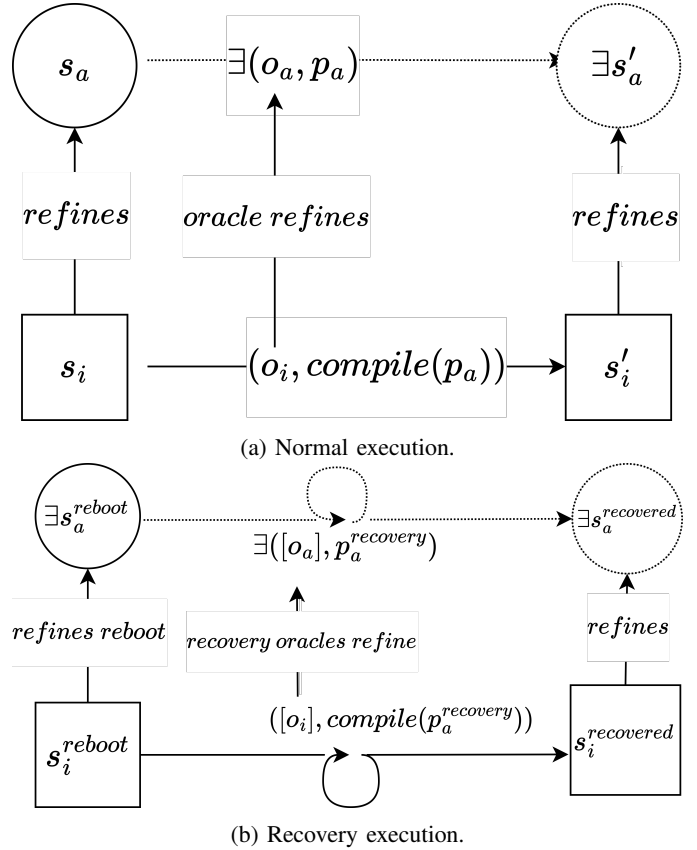 s_a
∃(o_a, p_a)
∃s'_a
refines
oracle refines
refines
s_i
(o_i, compile(p_a))
s'_i
(a) Normal execution.
∃s_a^{reboot}
∃([o_a], p_a^{recovery})
∃s_a^{recovered}
refines reboot
recovery oracles refine
refines
s_i^{reboot}
([o_i], compile(p_a^{recovery}))
s_i^{recovered}
(b) Recovery execution.